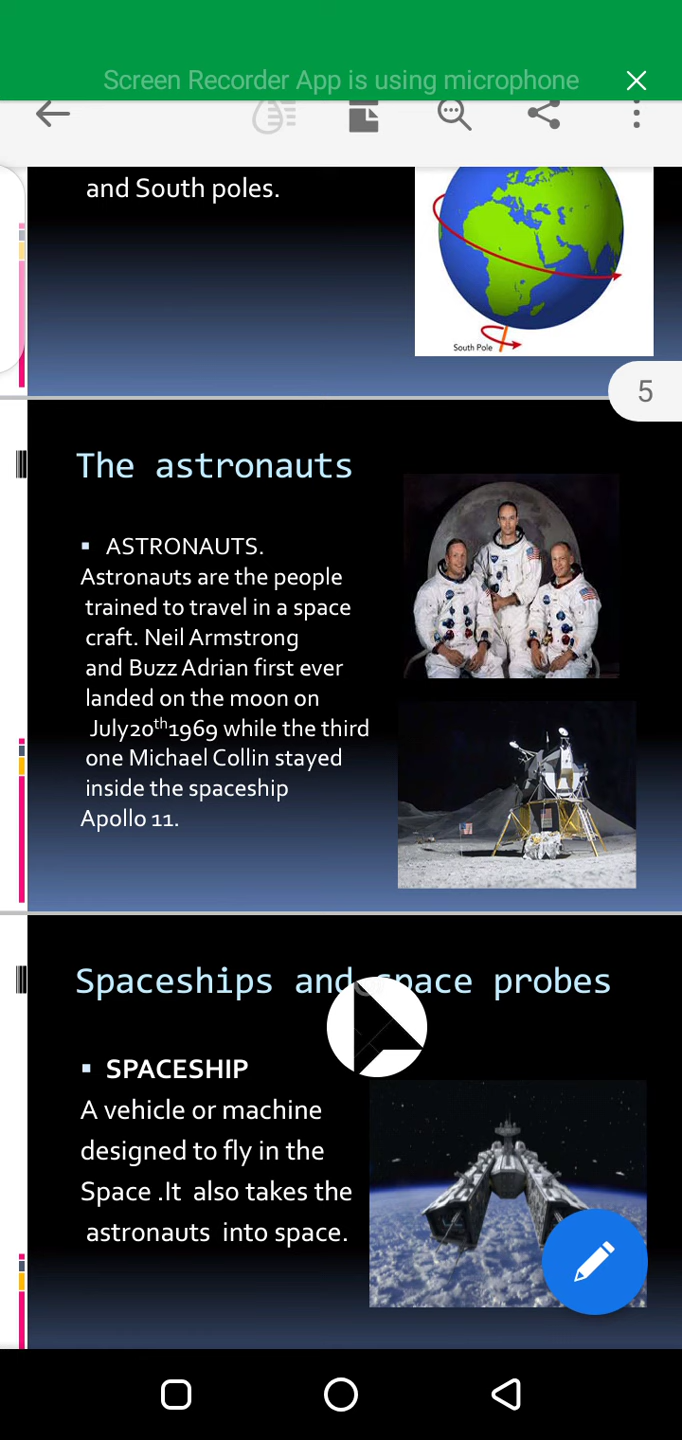 Screen Recorder App is using microphone
and South poles.
South Pole
5
The astronauts
▪ ASTRONAUTS.
Astronauts are the people
trained to travel in a space
craft. Neil Armstrong
and Buzz Adrian first ever
landed on the moon on
July20th1969 while the third
one Michael Collin stayed
inside the spaceship
Apollo 11.
Spaceships and space probes
▪ SPACESHIP
A vehicle or machine
designed to fly in the
Space .It also takes the
astronauts into space.